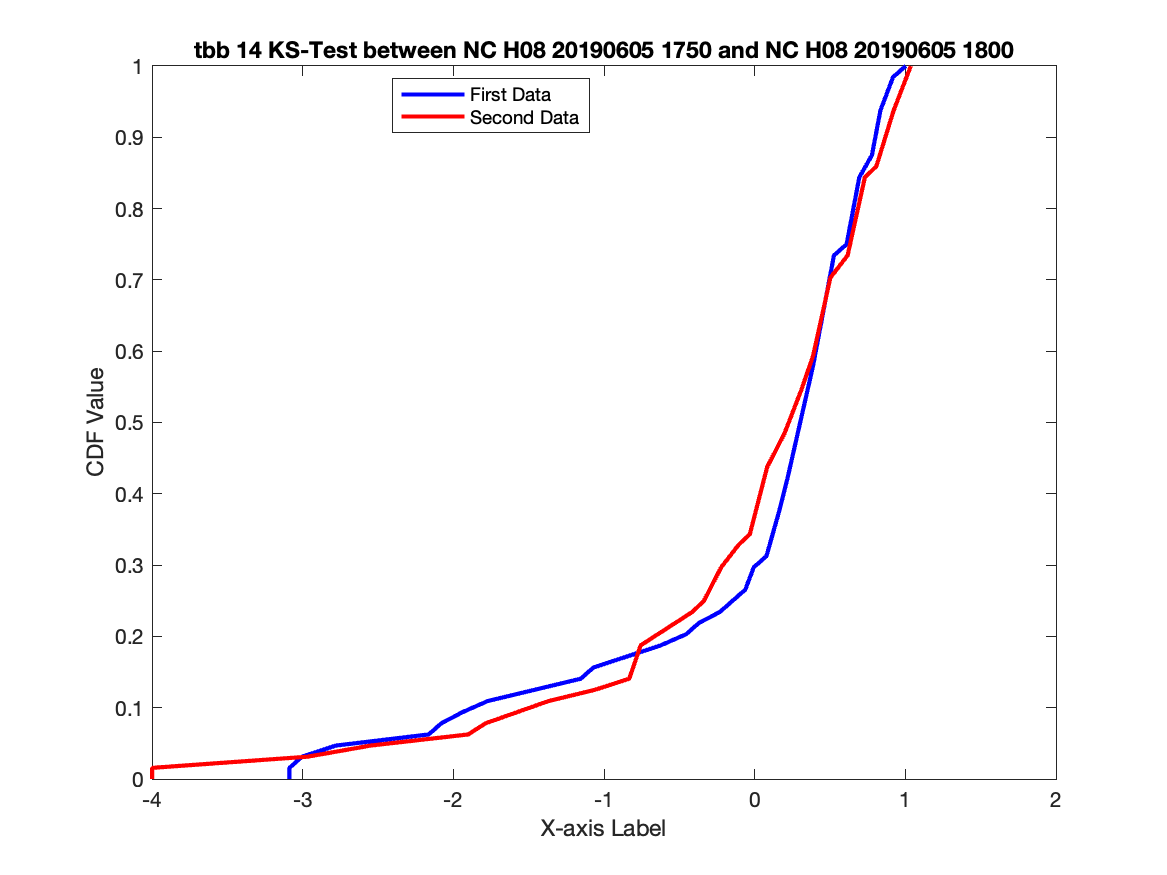 tbb 14 KS-Test between NC H08 20190605 1750 and NC H08 20190605 1800
First Data
Second Data
1
0.9
0.8
0.7
0.6
0.5
0.4
0.3
0.2
0.1
0
CDF Value
-4 -3 -2 -1 0 1 2
X-axis Label